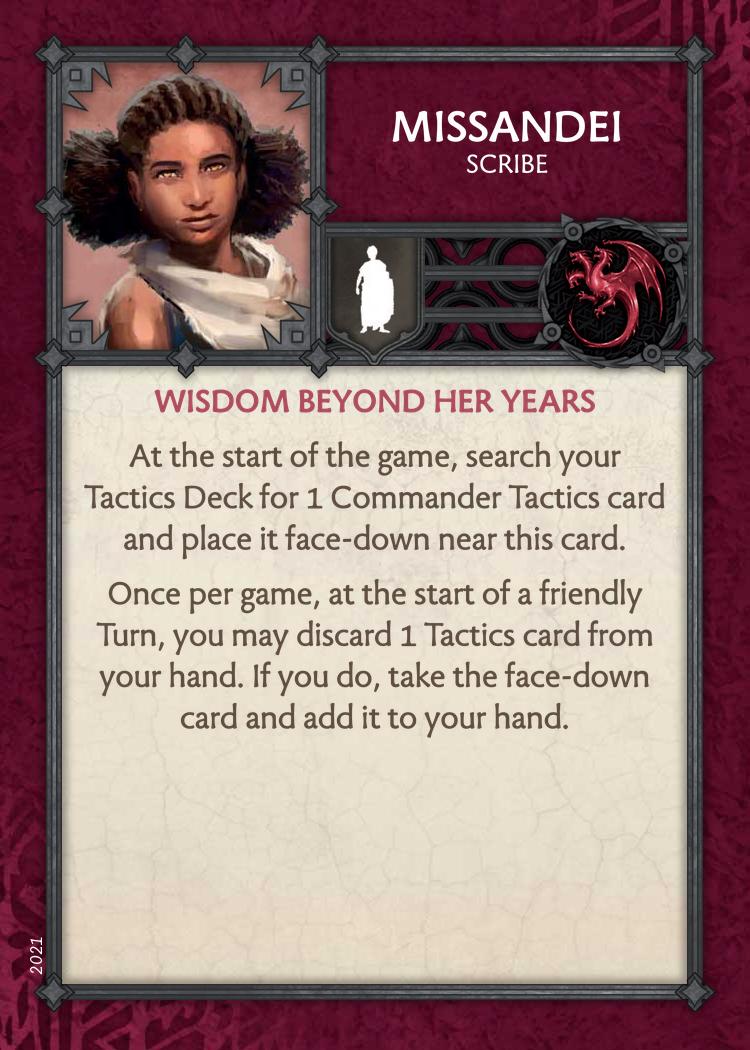 MISSANDEI
SCRIBE
WISDOM BEYOND HER YEARS
At the start of the game, search your
Tactics Deck for 1 Commander Tactics card
and place it face-down near this card.
Once per game, at the start of a friendly
Turn, you may discard 1 Tactics card from
your hand. If you do, take the face-down
card and add it to your hand.
2021